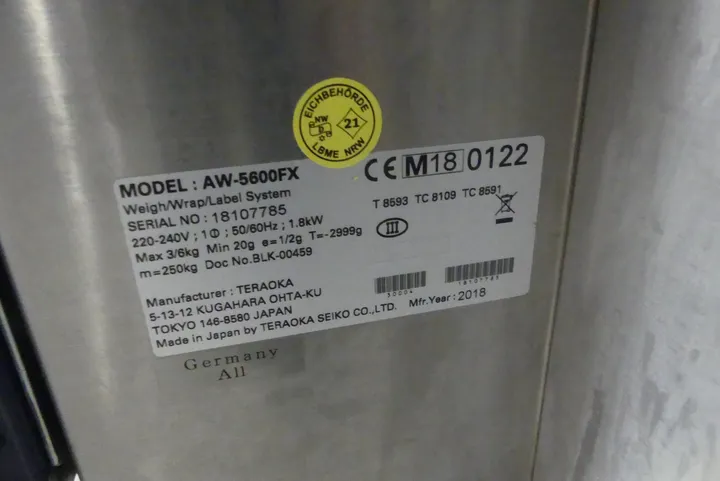 EICHBEHÖRDE
NW
D
21
LBME NRW
MODEL : AW-5600FX
Weigh/Wrap/Label System
SERIAL NO : 18107785
220-240V ; 1Φ ; 50/60Hz ; 1.8kW
Max 3/6kg Min 20g e=1/2g T=-2999g
m=250kg Doc No.BLK-00459
CE M18 0122
T 8593 TC 8109 TC 8591
III
Manufacturer : TERAOKA
5-13-12 KUGAHARA OHTA-KU
TOKYO 146-8580 JAPAN
Made in Japan by TERAOKA SEIKO CO.,LTD.
50004
18107785
Mfr.Year : 2018
Germany
All